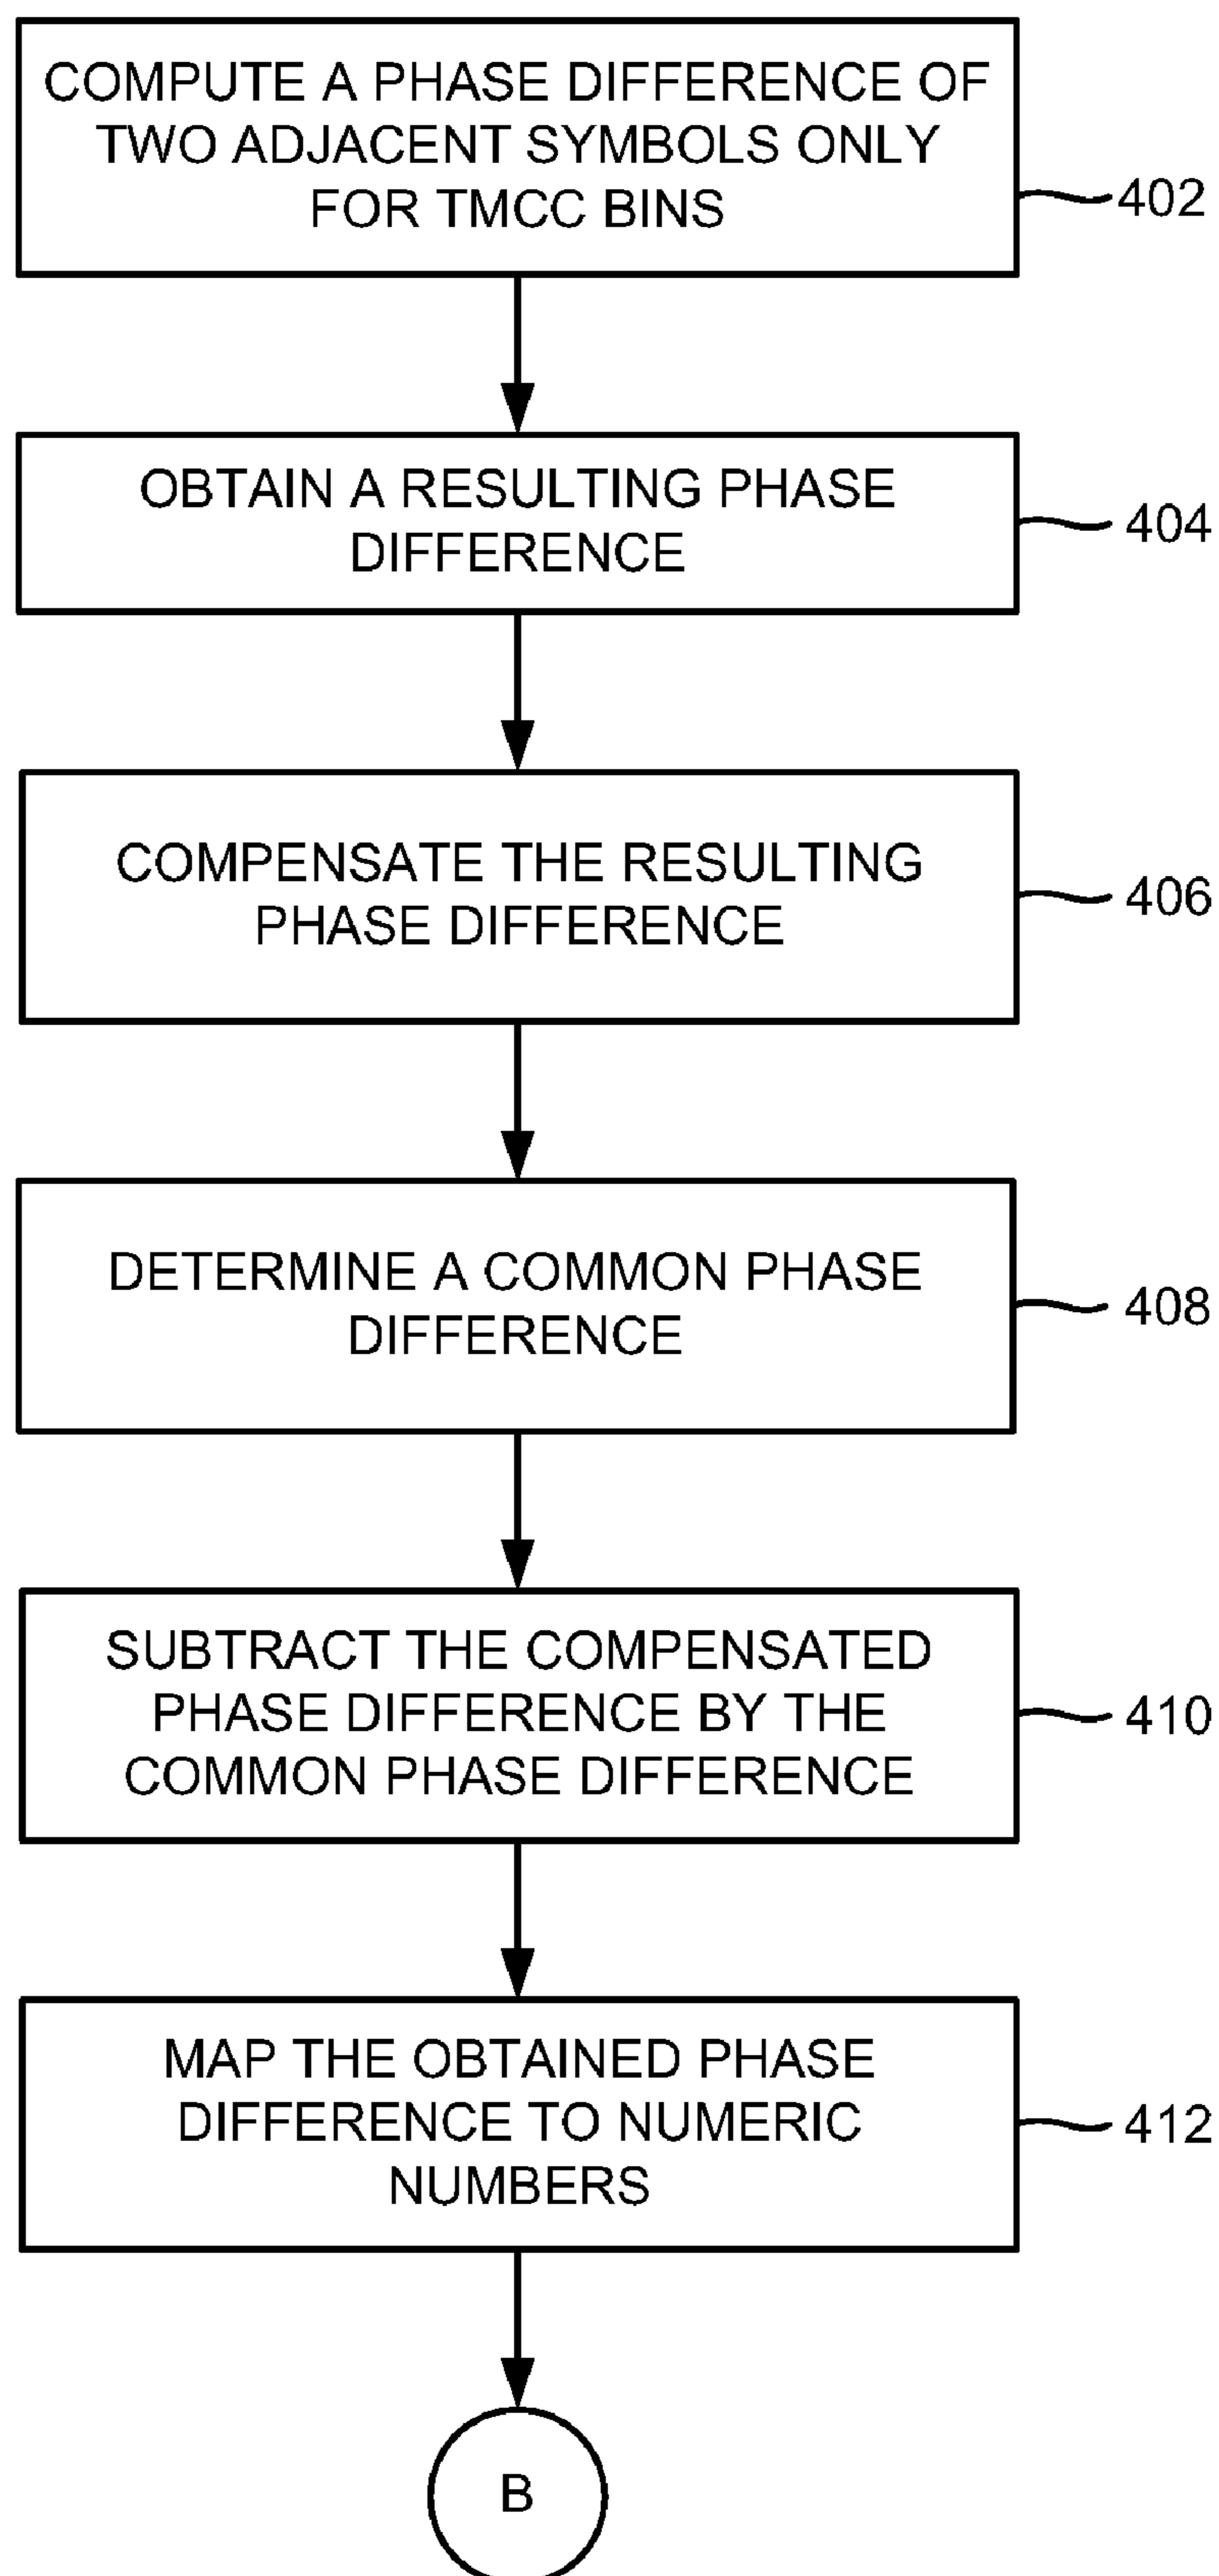 COMPUTE A PHASE DIFFERENCE OF
TWO ADJACENT SYMBOLS ONLY
FOR TMCC BINS
402
OBTAIN A RESULTING PHASE
DIFFERENCE
404
COMPENSATE THE RESULTING
PHASE DIFFERENCE
406
DETERMINE A COMMON PHASE
DIFFERENCE
408
SUBTRACT THE COMPENSATED
PHASE DIFFERENCE BY THE
COMMON PHASE DIFFERENCE
410
MAP THE OBTAINED PHASE
DIFFERENCE TO NUMERIC
NUMBERS
412
B